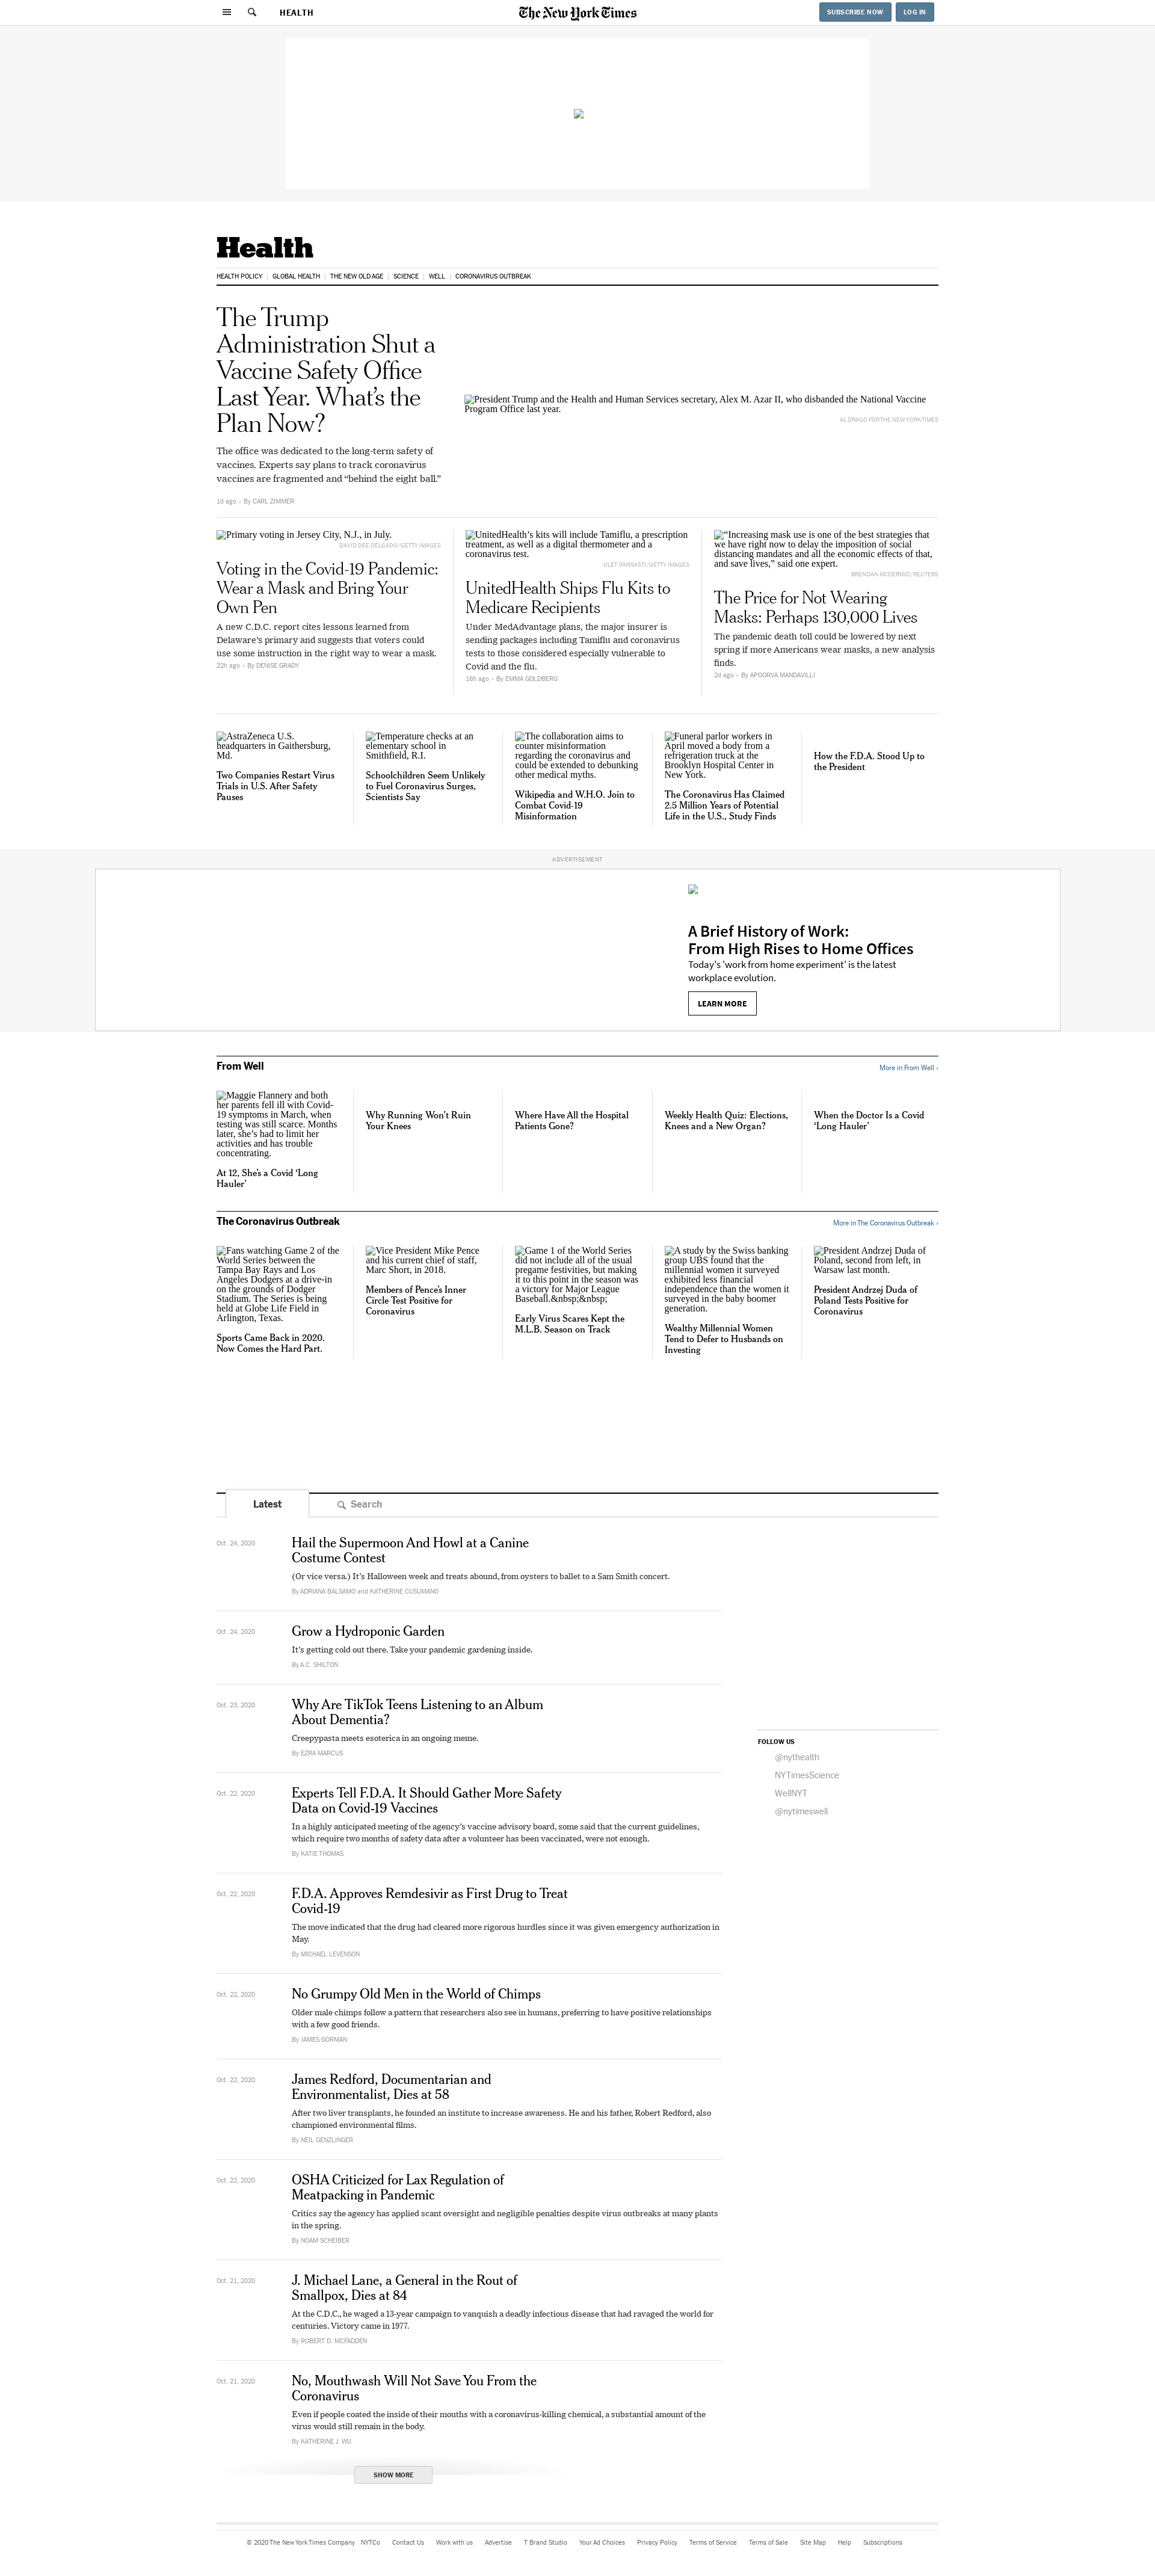 HEALTH
The New York Times
SUBSCRIBE NOW
LOG IN
Health
HEALTH POLICY
GLOBAL HEALTH
THE NEW OLD AGE
SCIENCE
WELL
CORONAVIRUS OUTBREAK
The Trump
Administration Shut a
Vaccine Safety Office
Last Year. What’s the
Plan Now?
The office was dedicated to the long-term safety of
vaccines. Experts say plans to track coronavirus
vaccines are fragmented and “behind the eight ball.”
1d ago • By CARL ZIMMER
President Trump and the Health and Human Services secretary, Alex M. Azar II, who disbanded the National Vaccine
Program Office last year.
AL DRAGO FOR THE NEW YORK TIMES
Primary voting in Jersey City, N.J., in July.
DAVID DEE DELGADO/GETTY IMAGES
Voting in the Covid-19 Pandemic:
Wear a Mask and Bring Your
Own Pen
A new C.D.C. report cites lessons learned from
Delaware’s primary and suggests that voters could
use some instruction in the right way to wear a mask.
22h ago • By DENISE GRADY
UnitedHealth’s kits will include Tamiflu, a prescription
treatment, as well as a digital thermometer and a
coronavirus test.
ULET IFANSASTI/GETTY IMAGES
UnitedHealth Ships Flu Kits to
Medicare Recipients
Under MedAdvantage plans, the major insurer is
sending packages including Tamiflu and coronavirus
tests to those considered especially vulnerable to
Covid and the flu.
16h ago • By EMMA GOLDBERG
“Increasing mask use is one of the best strategies that
we have right now to delay the imposition of social
distancing mandates and all the economic effects of that,
and save lives,” said one expert.
BRENDAN MCDERMID/REUTERS
The Price for Not Wearing
Masks: Perhaps 130,000 Lives
The pandemic death toll could be lowered by next
spring if more Americans wear masks, a new analysis
finds.
2d ago • By APOORVA MANDAVILLI
AstraZeneca U.S.
headquarters in Gaithersburg,
Md.
Two Companies Restart Virus
Trials in U.S. After Safety
Pauses
Temperature checks at an
elementary school in
Smithfield, R.I.
Schoolchildren Seem Unlikely
to Fuel Coronavirus Surges,
Scientists Say
The collaboration aims to
counter misinformation
regarding the coronavirus and
could be extended to debunking
other medical myths.
Wikipedia and W.H.O. Join to
Combat Covid-19
Misinformation
Funeral parlor workers in
April moved a body from a
refrigeration truck at the
Brooklyn Hospital Center in
New York.
The Coronavirus Has Claimed
2.5 Million Years of Potential
Life in the U.S., Study Finds
How the F.D.A. Stood Up to
the President
ADVERTISEMENT
A Brief History of Work:
From High Rises to Home Offices
Today's 'work from home experiment' is the latest
workplace evolution.
LEARN MORE
From Well
More in From Well ›
Maggie Flannery and both
her parents fell ill with Covid-
19 symptoms in March, when
testing was still scarce. Months
later, she’s had to limit her
activities and has trouble
concentrating.
At 12, She’s a Covid ‘Long
Hauler’
Why Running Won’t Ruin
Your Knees
Where Have All the Hospital
Patients Gone?
Weekly Health Quiz: Elections,
Knees and a New Organ?
When the Doctor Is a Covid
‘Long Hauler’
The Coronavirus Outbreak
More in The Coronavirus Outbreak ›
Fans watching Game 2 of the
World Series between the
Tampa Bay Rays and Los
Angeles Dodgers at a drive-in
on the grounds of Dodger
Stadium. The Series is being
held at Globe Life Field in
Arlington, Texas.
Sports Came Back in 2020.
Now Comes the Hard Part.
Vice President Mike Pence
and his current chief of staff,
Marc Short, in 2018.
Members of Pence’s Inner
Circle Test Positive for
Coronavirus
Game 1 of the World Series
did not include all of the usual
pregame festivities, but making
it to this point in the season was
a victory for Major League
Baseball.&nbsp;&nbsp;
Early Virus Scares Kept the
M.L.B. Season on Track
A study by the Swiss banking
group UBS found that the
millennial women it surveyed
exhibited less financial
independence than the women it
surveyed in the baby boomer
generation.
Wealthy Millennial Women
Tend to Defer to Husbands on
Investing
President Andrzej Duda of
Poland, second from left, in
Warsaw last month.
President Andrzej Duda of
Poland Tests Positive for
Coronavirus
Latest
Search
Oct. 24, 2020
Hail the Supermoon And Howl at a Canine
Costume Contest
(Or vice versa.) It’s Halloween week and treats abound, from oysters to ballet to a Sam Smith concert.
By ADRIANA BALSAMO and KATHERINE CUSUMANO
Oct. 24, 2020
Grow a Hydroponic Garden
It’s getting cold out there. Take your pandemic gardening inside.
By A.C. SHILTON
Oct. 23, 2020
Why Are TikTok Teens Listening to an Album
About Dementia?
Creepypasta meets esoterica in an ongoing meme.
By EZRA MARCUS
FOLLOW US
@nythealth
NYTimesScience
WellNYT
@nytimeswell
Oct. 22, 2020
Experts Tell F.D.A. It Should Gather More Safety
Data on Covid-19 Vaccines
In a highly anticipated meeting of the agency’s vaccine advisory board, some said that the current guidelines,
which require two months of safety data after a volunteer has been vaccinated, were not enough.
By KATIE THOMAS
Oct. 22, 2020
F.D.A. Approves Remdesivir as First Drug to Treat
Covid-19
The move indicated that the drug had cleared more rigorous hurdles since it was given emergency authorization in
May.
By MICHAEL LEVENSON
Oct. 22, 2020
No Grumpy Old Men in the World of Chimps
Older male chimps follow a pattern that researchers also see in humans, preferring to have positive relationships
with a few good friends.
By JAMES GORMAN
Oct. 22, 2020
James Redford, Documentarian and
Environmentalist, Dies at 58
After two liver transplants, he founded an institute to increase awareness. He and his father, Robert Redford, also
championed environmental films.
By NEIL GENZLINGER
Oct. 22, 2020
OSHA Criticized for Lax Regulation of
Meatpacking in Pandemic
Critics say the agency has applied scant oversight and negligible penalties despite virus outbreaks at many plants
in the spring.
By NOAM SCHEIBER
Oct. 21, 2020
J. Michael Lane, a General in the Rout of
Smallpox, Dies at 84
At the C.D.C., he waged a 13-year campaign to vanquish a deadly infectious disease that had ravaged the world for
centuries. Victory came in 1977.
By ROBERT D. MCFADDEN
Oct. 21, 2020
No, Mouthwash Will Not Save You From the
Coronavirus
Even if people coated the inside of their mouths with a coronavirus-killing chemical, a substantial amount of the
virus would still remain in the body.
By KATHERINE J. WU
SHOW MORE
© 2020 The New York Times Company NYTCo Contact Us Work with us Advertise T Brand Studio Your Ad Choices Privacy Policy Terms of Service Terms of Sale Site Map Help Subscriptions